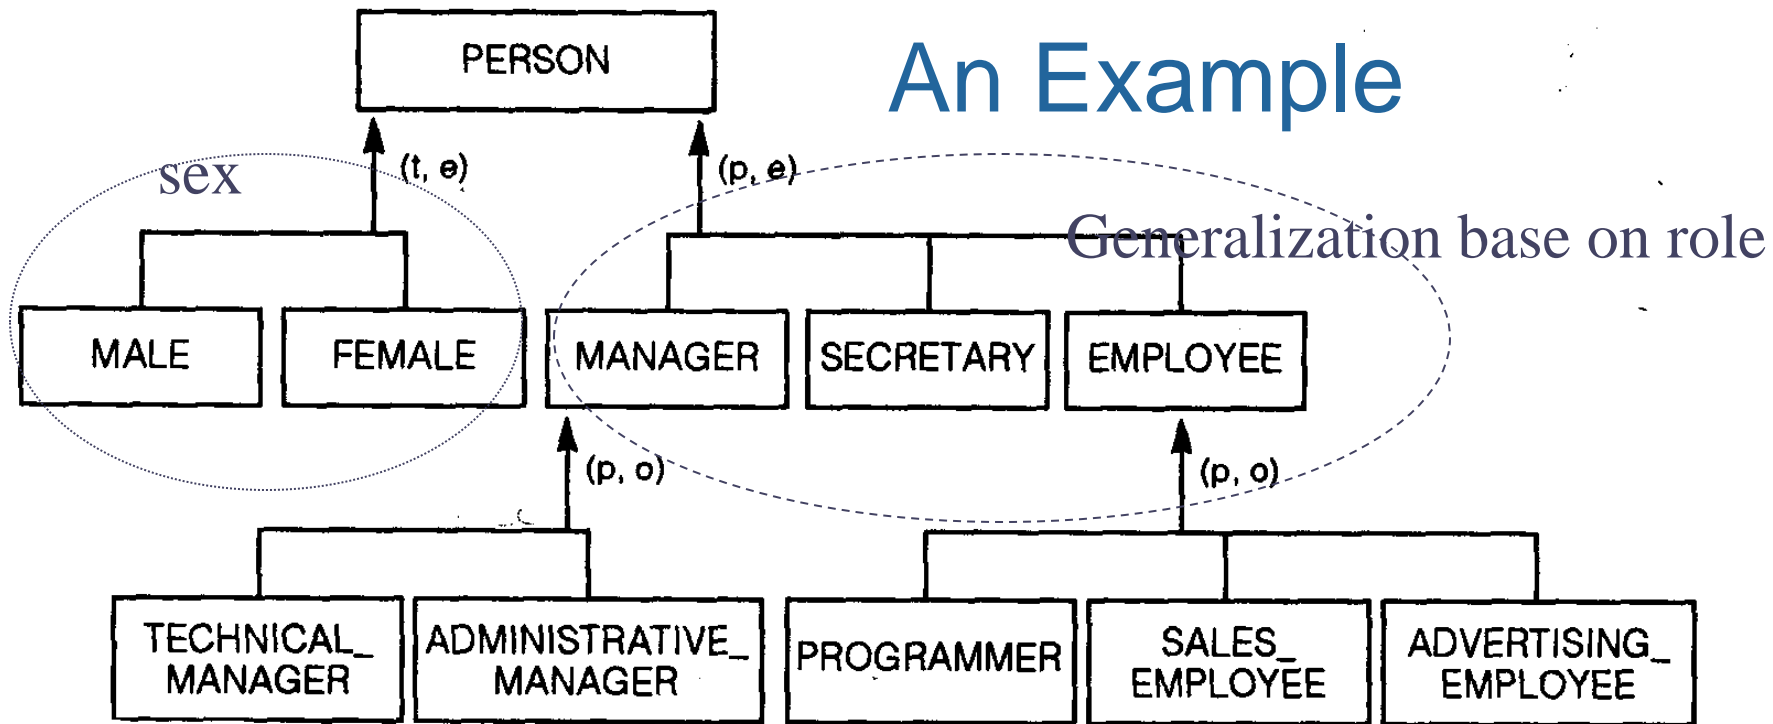 An Example
PERSON
(t, e)
(p, e)
sex
Generalization base on role
MALE
FEMALE
MANAGER
SECRETARY
EMPLOYEE
(p, o)
(p, o)
TECHNICAL_
MANAGER
ADMINISTRATIVE_
MANAGER
PROGRAMMER
SALES_
EMPLOYEE
ADVERTISING_
EMPLOYEE